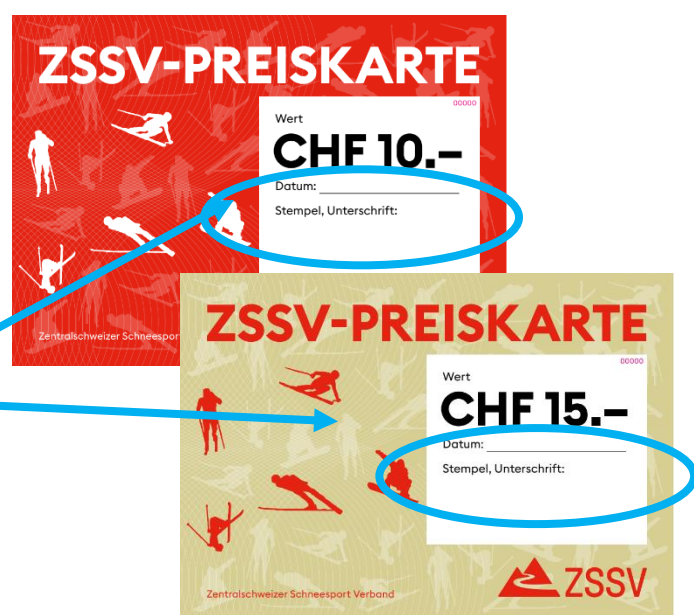 ZSSV-PREISKARTE
00000
Wert
CHF 10.–
Datum:
Stempel, Unterschrift:
Zentralschweizer Schneespor
ZSSV-PREISKARTE
00000
Wert
CHF 15.–
Datum:
Stempel, Unterschrift:
Zentralschweizer Schneesport Verband
ZSSV